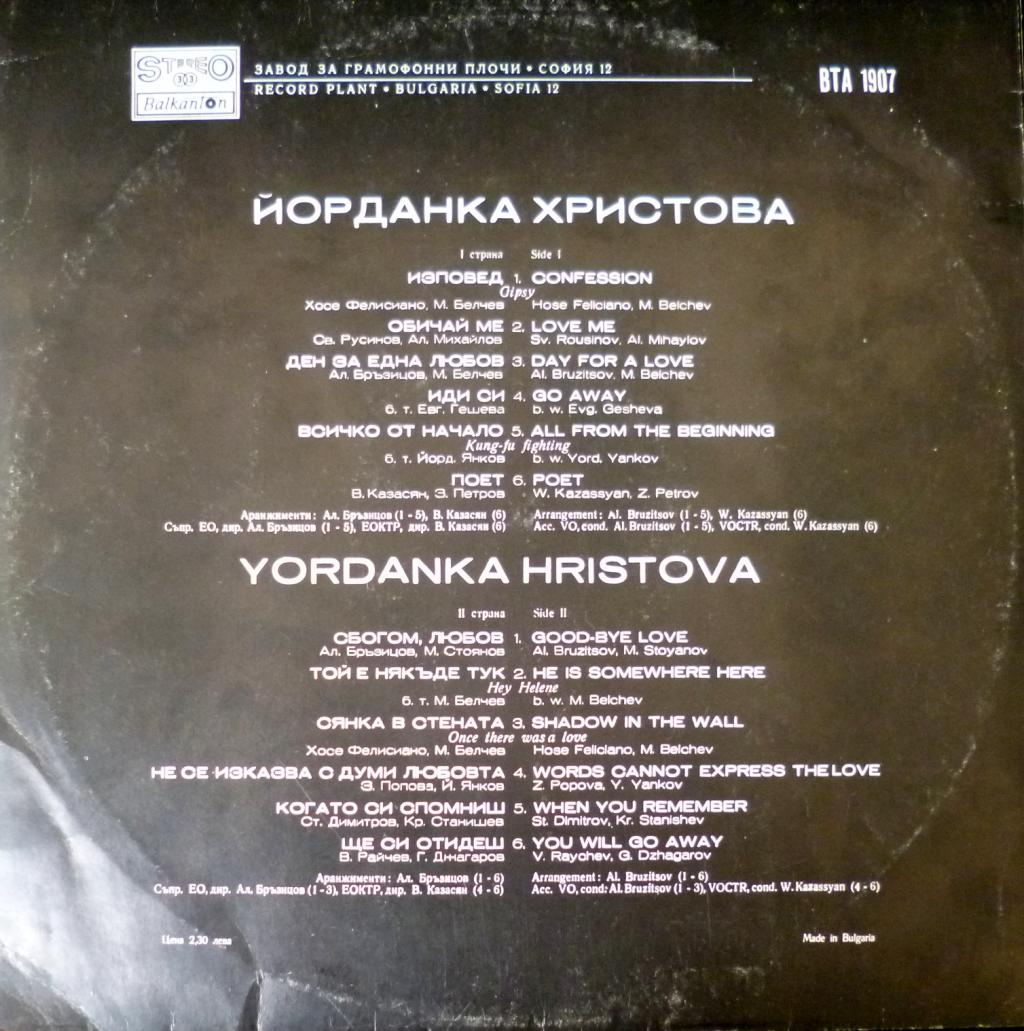 STEREO
33
Balkanton
ЗАВОД ЗА ГРАМОФОННИ ПЛОЧИ • СОФИЯ 12
RECORD PLANT • BULGARIA • SOFIA 12
ВТА 1907
ЙОРДАНКА ХРИСТОВА
I страна Side I
ИЗПОВЕД 1. CONFESSION
Gipsy
Хосе Фелисиано, М. Белчев Hose Feliciano, M. Belchev
ОБИЧАЙ МЕ 2. LOVE ME
Св. Русинов, Ал. Михайлов Sv. Rousinov, Al. Mihaylov
ДЕН ЗА ЕДНА ЛЮБОВ 3. DAY FOR A LOVE
Ал. Бръзицов, М. Белчев Al. Bruzitsov, M. Belchev
ИДИ СИ 4. GO AWAY
б. т. Евг. Гешева b. w. Evg. Gesheva
ВСИЧКО ОТ НАЧАЛО 5. ALL FROM THE BEGINNING
Kung-fu fighting
б. т. Йорд. Янков b. w. Yord. Yankov
ПОЕТ 6. POET
В. Казасян, З. Петров W. Kazassyan, Z. Petrov
Аранжименти: Ал. Бръзицов (1 - 5), В. Казасян (6) Arrangement: Al. Bruzitsov (1 - 5), W. Kazassyan (6)
Съпр. ЕО, дир. Ал. Бръзицов (1 - 5), ЕОКТР, дир. В. Казасян (6) Acc. VO, cond. Al. Bruzitsov (1 - 5), VOCTR, cond. W. Kazassyan (6)
YORDANKA HRISTOVA
II страна Side II
СБОГОМ, ЛЮБОВ 1. GOOD-BYE LOVE
Ал. Бръзицов, М. Стоянов Al. Bruzitsov, M. Stoyanov
ТОЙ Е НЯКЪДЕ ТУК 2. HE IS SOMEWHERE HERE
Hey Helene
б. т. М. Белчев b. w. M. Belchev
СЯНКА В СТЕНАТА 3. SHADOW IN THE WALL
Once there was a love
Хосе Фелисиано, М. Белчев Hose Feliciano, M. Belchev
НЕ СЕ ИЗКАЗВА С ДУМИ ЛЮБОВТА 4. WORDS CANNOT EXPRESS THE LOVE
З. Попова, Й. Янков Z. Popova, Y. Yankov
КОГАТО СИ СПОМНИШ 5. WHEN YOU REMEMBER
Ст. Димитров, Кр. Станишев St. Dimitrov, Kr. Stanishev
ЩЕ СИ ОТИДЕШ 6. YOU WILL GO AWAY
В. Райчев, Г. Джагаров V. Raychev, G. Dzhagarov
Аранжименти: Ал. Бръзицов (1 - 6) Arrangement: Al. Bruzitsov (1 - 6)
Съпр. ЕО, дир. Ал. Бръзицов (1 - 3), ЕОКТР, дир. В. Казасян (4 - 6) Acc. VO, cond: Al. Bruzitsov (1 - 3), VOCTR, cond. W. Kazassyan (4 - 6)
Цена 2,30 лева Made in Bulgaria